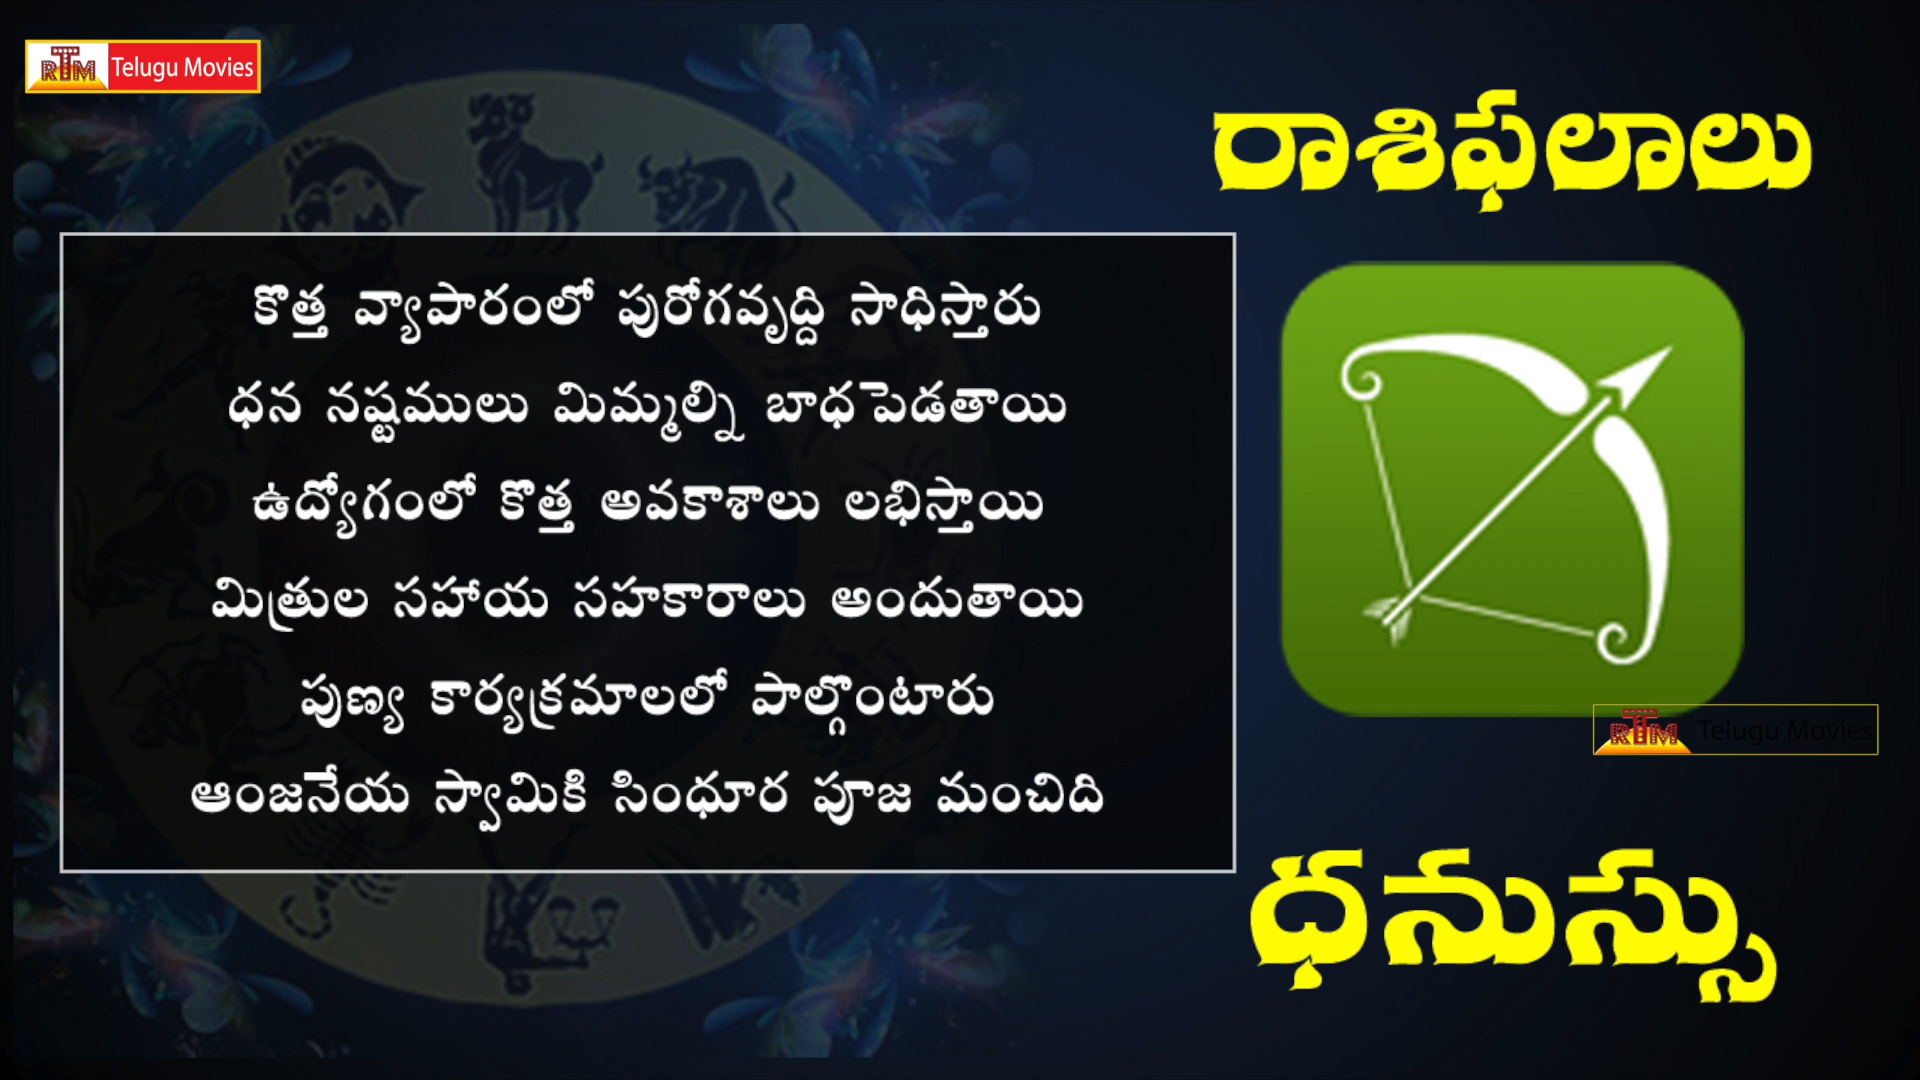 RTM Telugu Movies
రాశిఫలాలు
కొత్త వ్యాపారంలో పురోగవృద్ది సాధిస్తారు
ధన నష్టములు మిమ్మల్ని బాధపెడతాయి
ఉద్యోగంలో కొత్త అవకాశాలు లభిస్తాయి
మిత్రుల సహాయ సహకారాలు అందుతాయి
పుణ్య కార్యక్రమాలలో పాల్గొంటారు
ఆంజనేయ స్వామికి సింధూర పూజ మంచిది
RTM Telugu Movies
ధనుస్సు